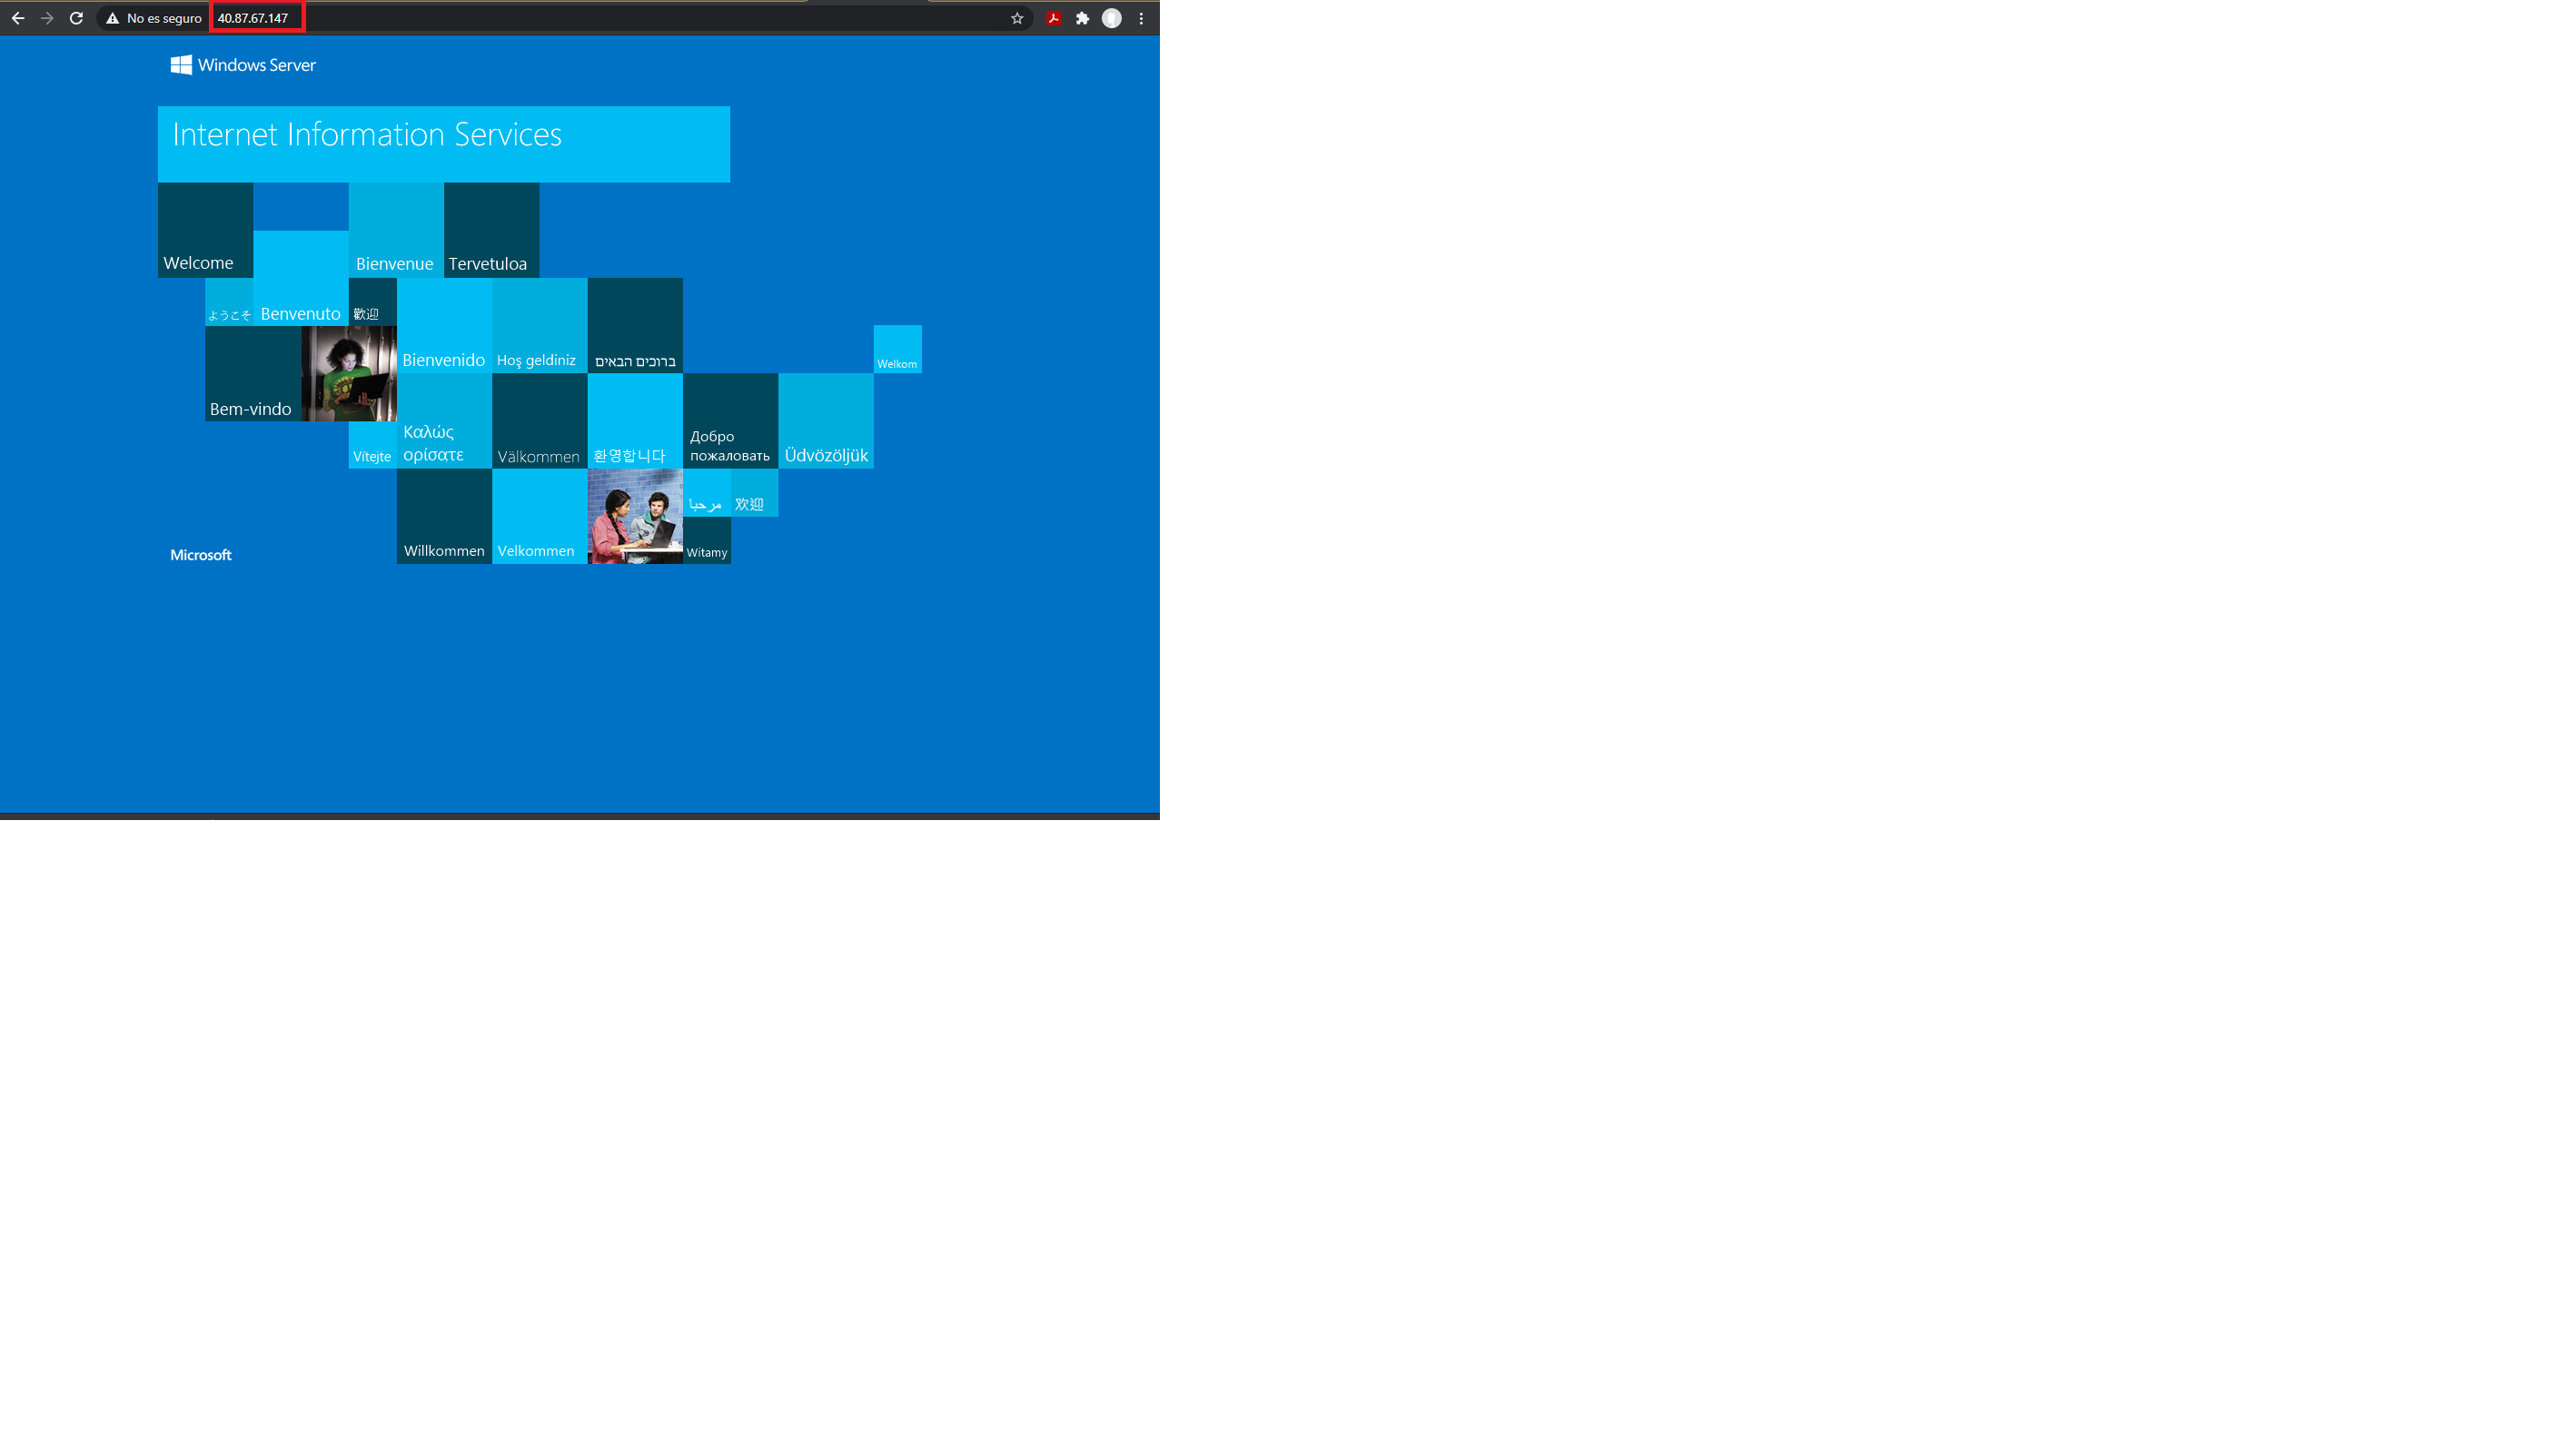 No es seguro 40.87.67.147
Windows Server
Internet Information Services
Welcome
Bienvenue
Tervetuloa
ようこそ
Benvenuto
歡迎
Bienvenido
Hoş geldiniz
ברוכים הבאים
Welkom
Bem-vindo
Vítejte
Καλώς
ορίσατε
Välkommen
환영합니다
Добро
пожаловать
Üdvözöljük
مرحبا
欢迎
Willkommen
Velkommen
Witamy
Microsoft